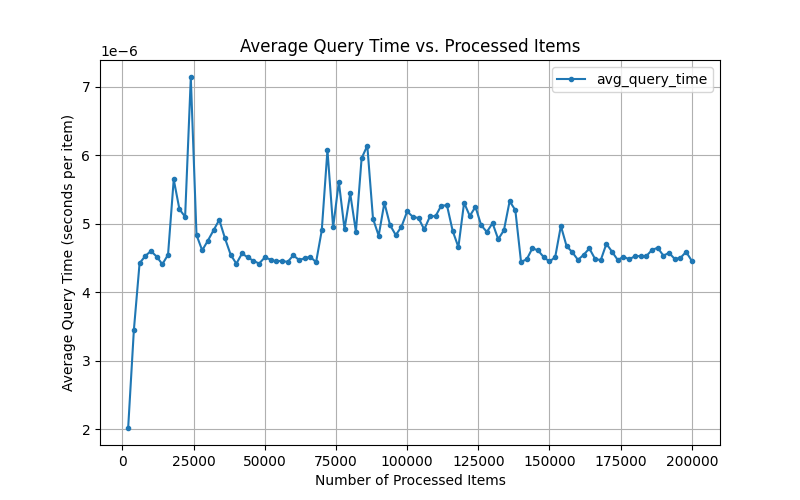 Average Query Time vs. Processed Items
1e−6
avg_query_time
7
6
5
4
3
2
Average Query Time (seconds per item)
0 25000 50000 75000 100000 125000 150000 175000 200000
Number of Processed Items